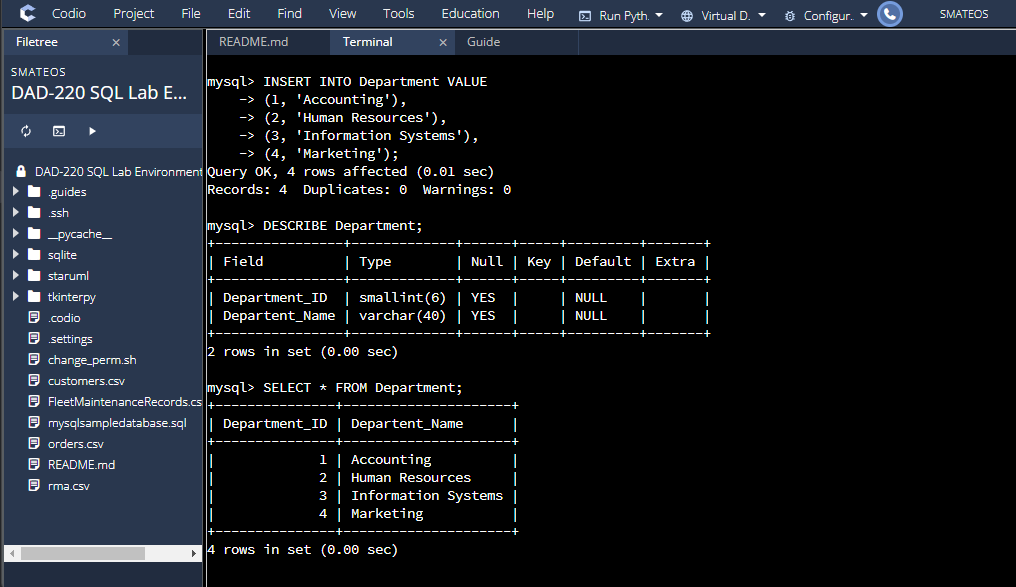 Codio Project File Edit Find View Tools Education Help Run Pyth. Virtual D. Configur.. SMATEOS
Filetree
README.md Terminal Guide
SMATEOS
DAD-220 SQL Lab E...
DAD-220 SQL Lab Environment
.guides
.ssh
__pycache__
sqlite
staruml
tkinterpy
.codio
.settings
change_perm.sh
customers.csv
FleetMaintenanceRecords.cs
mysqlsampledatabase.sql
orders.csv
README.md
rma.csv
mysql> INSERT INTO Department VALUE
    -> (1, 'Accounting'),
    -> (2, 'Human Resources'),
    -> (3, 'Information Systems'),
    -> (4, 'Marketing');
Query OK, 4 rows affected (0.01 sec)
Records: 4  Duplicates: 0  Warnings: 0
mysql> DESCRIBE Department;
+----------------+-------------+------+-----+---------+-------+
| Field          | Type        | Null | Key | Default | Extra |
+----------------+-------------+------+-----+---------+-------+
| Department_ID  | smallint(6) | YES  |     | NULL    |       |
| Departent_Name | varchar(40) | YES  |     | NULL    |       |
+----------------+-------------+------+-----+---------+-------+
2 rows in set (0.00 sec)
mysql> SELECT * FROM Department;
+---------------+---------------------+
| Department_ID | Departent_Name      |
+---------------+---------------------+
|             1 | Accounting          |
|             2 | Human Resources     |
|             3 | Information Systems |
|             4 | Marketing           |
+---------------+---------------------+
4 rows in set (0.00 sec)